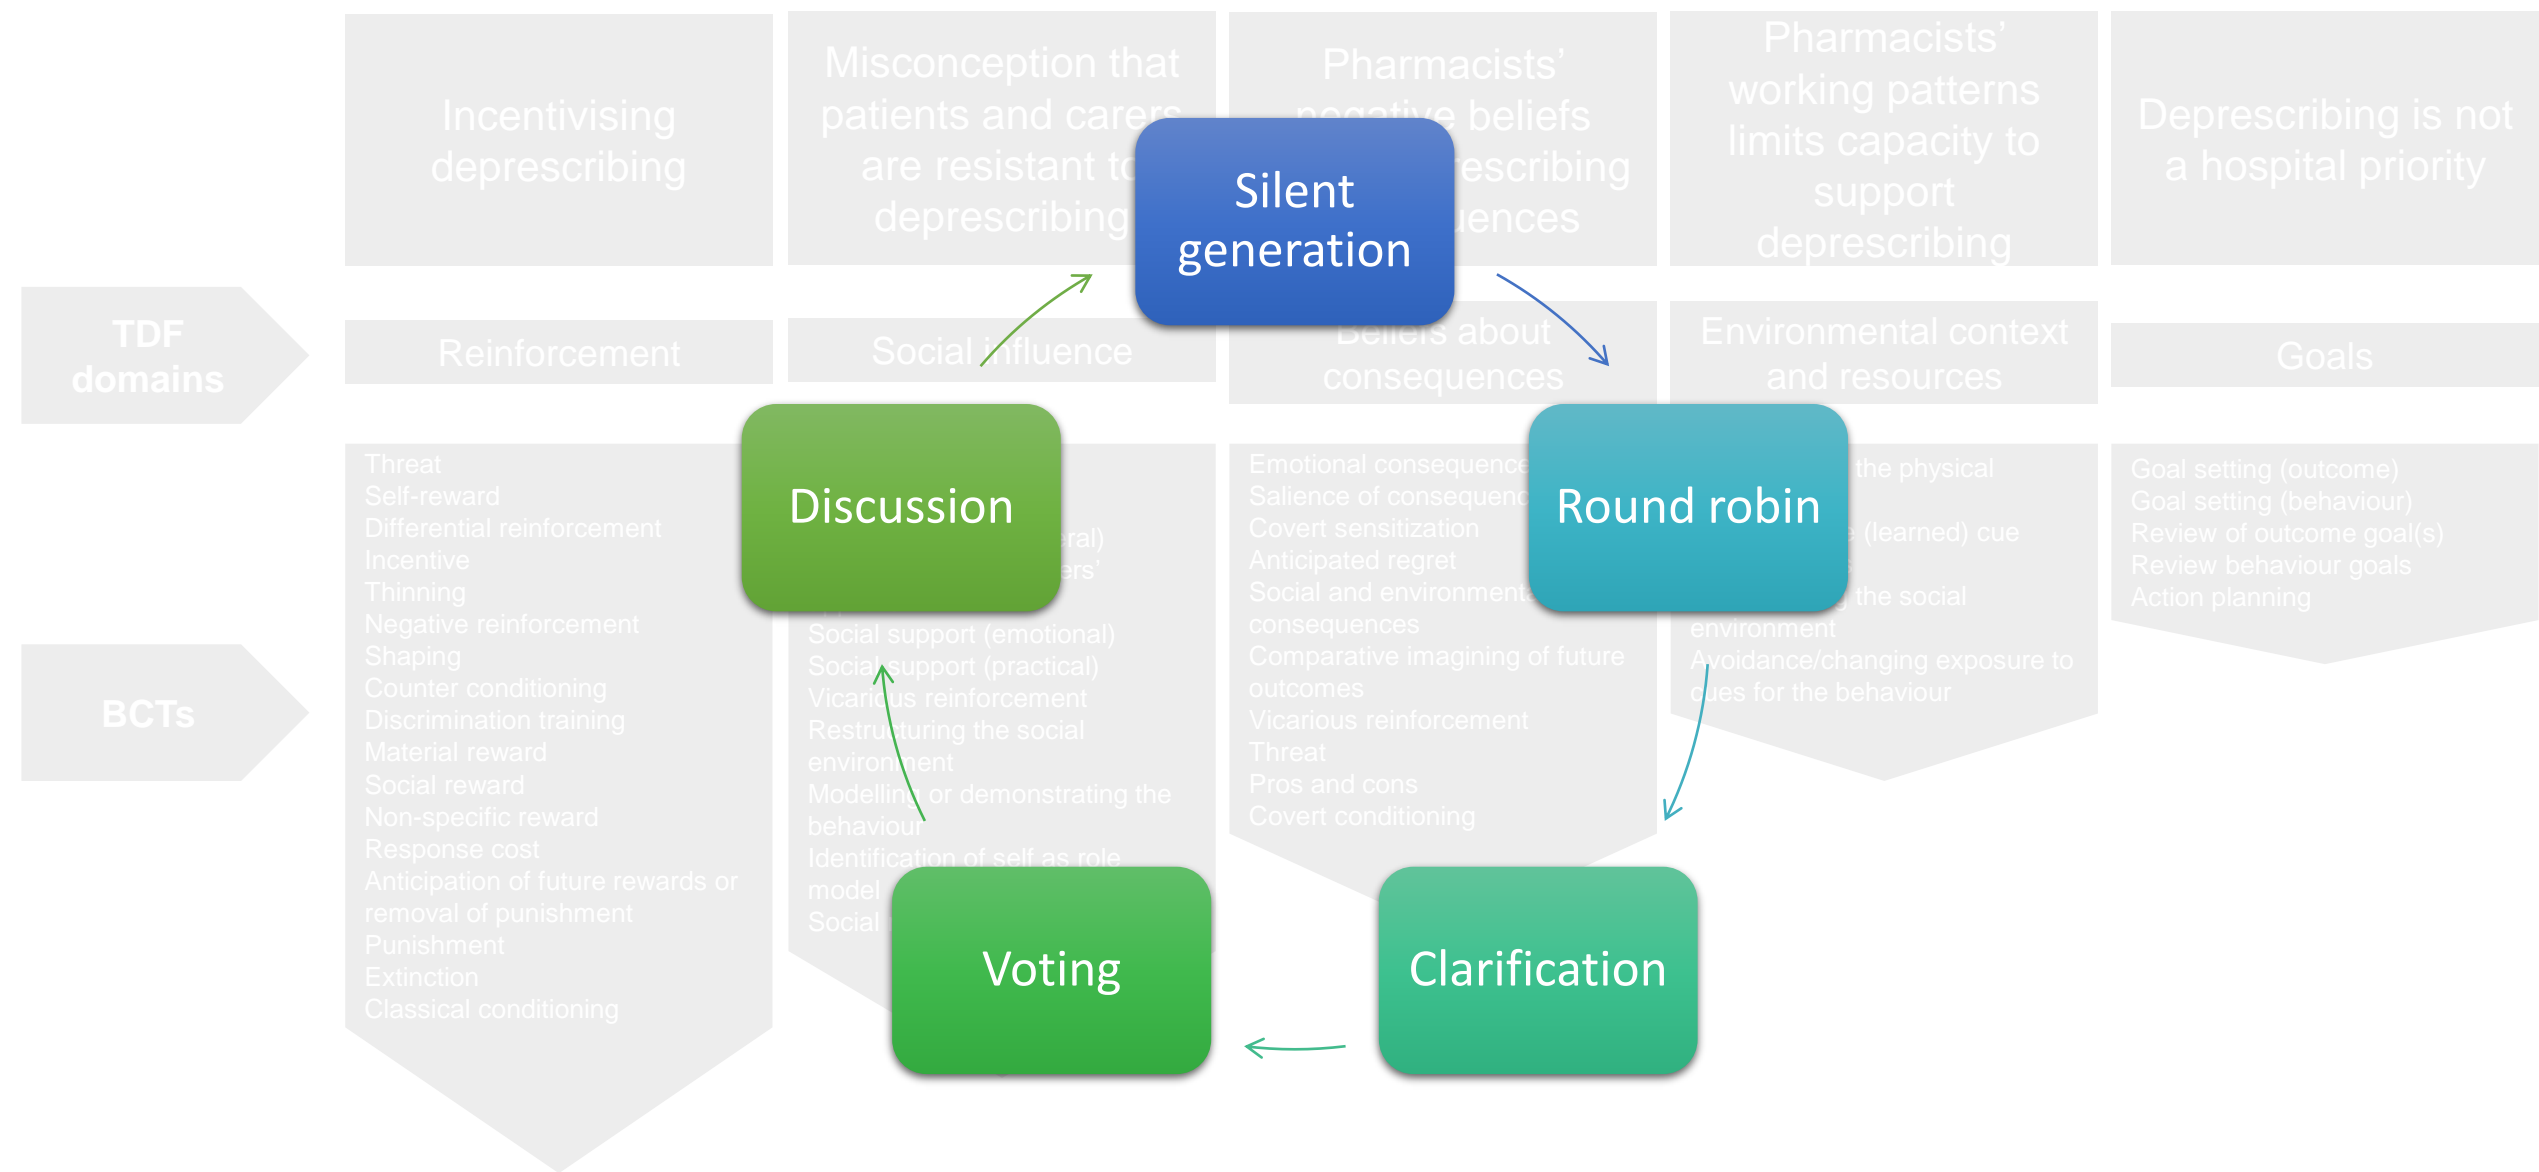 Incentivising
deprescribing
Misconception that
patients and carers
are resistant to
deprescribing
Pharmacists'
negative beliefs
Pharmacists'
working patterns
limits capacity to
support
deprescribing
Deprescribing is not
a hospital priority
TDF
domains
Reinforcement
Social influence
Beliefs about
consequences
Environmental context
and resources
Goals
BCTs
Threat
Self-reward
Differential reinforcement
Incentive
Thinning
Negative reinforcement
Shaping
Counter conditioning
Discrimination training
Material reward
Social reward
Non-specific reward
Response cost
Anticipation of future rewards or
removal of punishment
Punishment
Extinction
Classical conditioning
Social support (emotional)
Social support (practical)
Vicarious reinforcement
Restructuring the social
environment
Modelling or demonstrating the
behaviour
Identification of self as role
model
Social
Emotional consequence
Salience of
Covert sensitization
Anticipated regret
Social and
consequences
Comparative imagining of future
outcomes
Vicarious reinforcement
Threat
Pros and cons
Covert conditioning
the physical
(learned) cue
the social
environment
Avoidance/changing exposure to
cues for the behaviour
Goal setting (outcome)
Goal setting (behaviour)
Review of outcome goal(s)
Review behaviour goals
Action planning
Silent
generation
Round robin
Clarification
Voting
Discussion